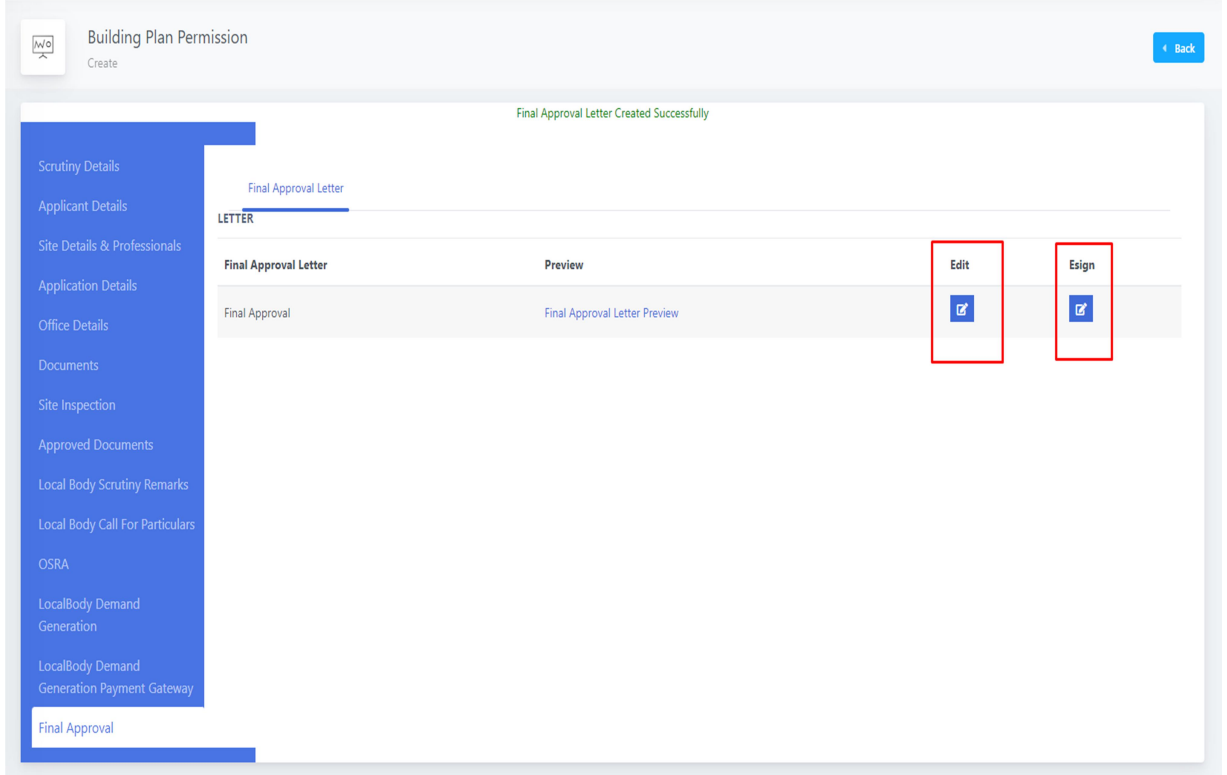 Building Plan Permission
Create
Back
Final Approval Letter Created Successfully
Scrutiny Details
Applicant Details
Site Details & Professionals
Application Details
Office Details
Documents
Site Inspection
Approved Documents
Local Body Scrutiny Remarks
Local Body Call For Particulars
OSRA
LocalBody Demand
Generation
LocalBody Demand
Generation Payment Gateway
Final Approval
Final Approval Letter
LETTER
Final Approval Letter Preview Edit Esign
Final Approval Final Approval Letter Preview